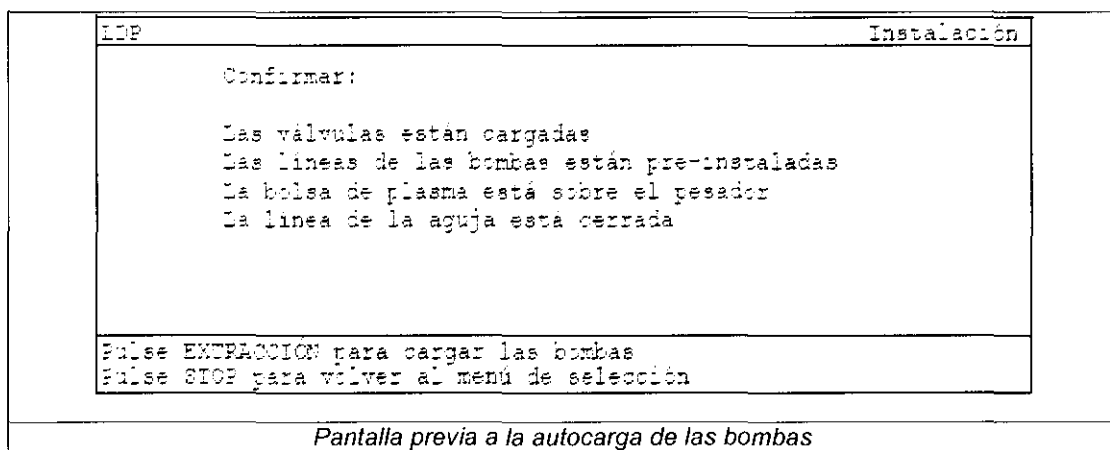 LDP Instalación
Confirmar:
Las válvulas están cargadas
Las líneas de las bombas están pre-instaladas
La bolsa de plasma está sobre el pesador
La línea de la aguja está cerrada
Pulse EXTRACCIÓN para cargar las bombas
Pulse STOP para volver al menú de selección
Pantalla previa a la autocarga de las bombas